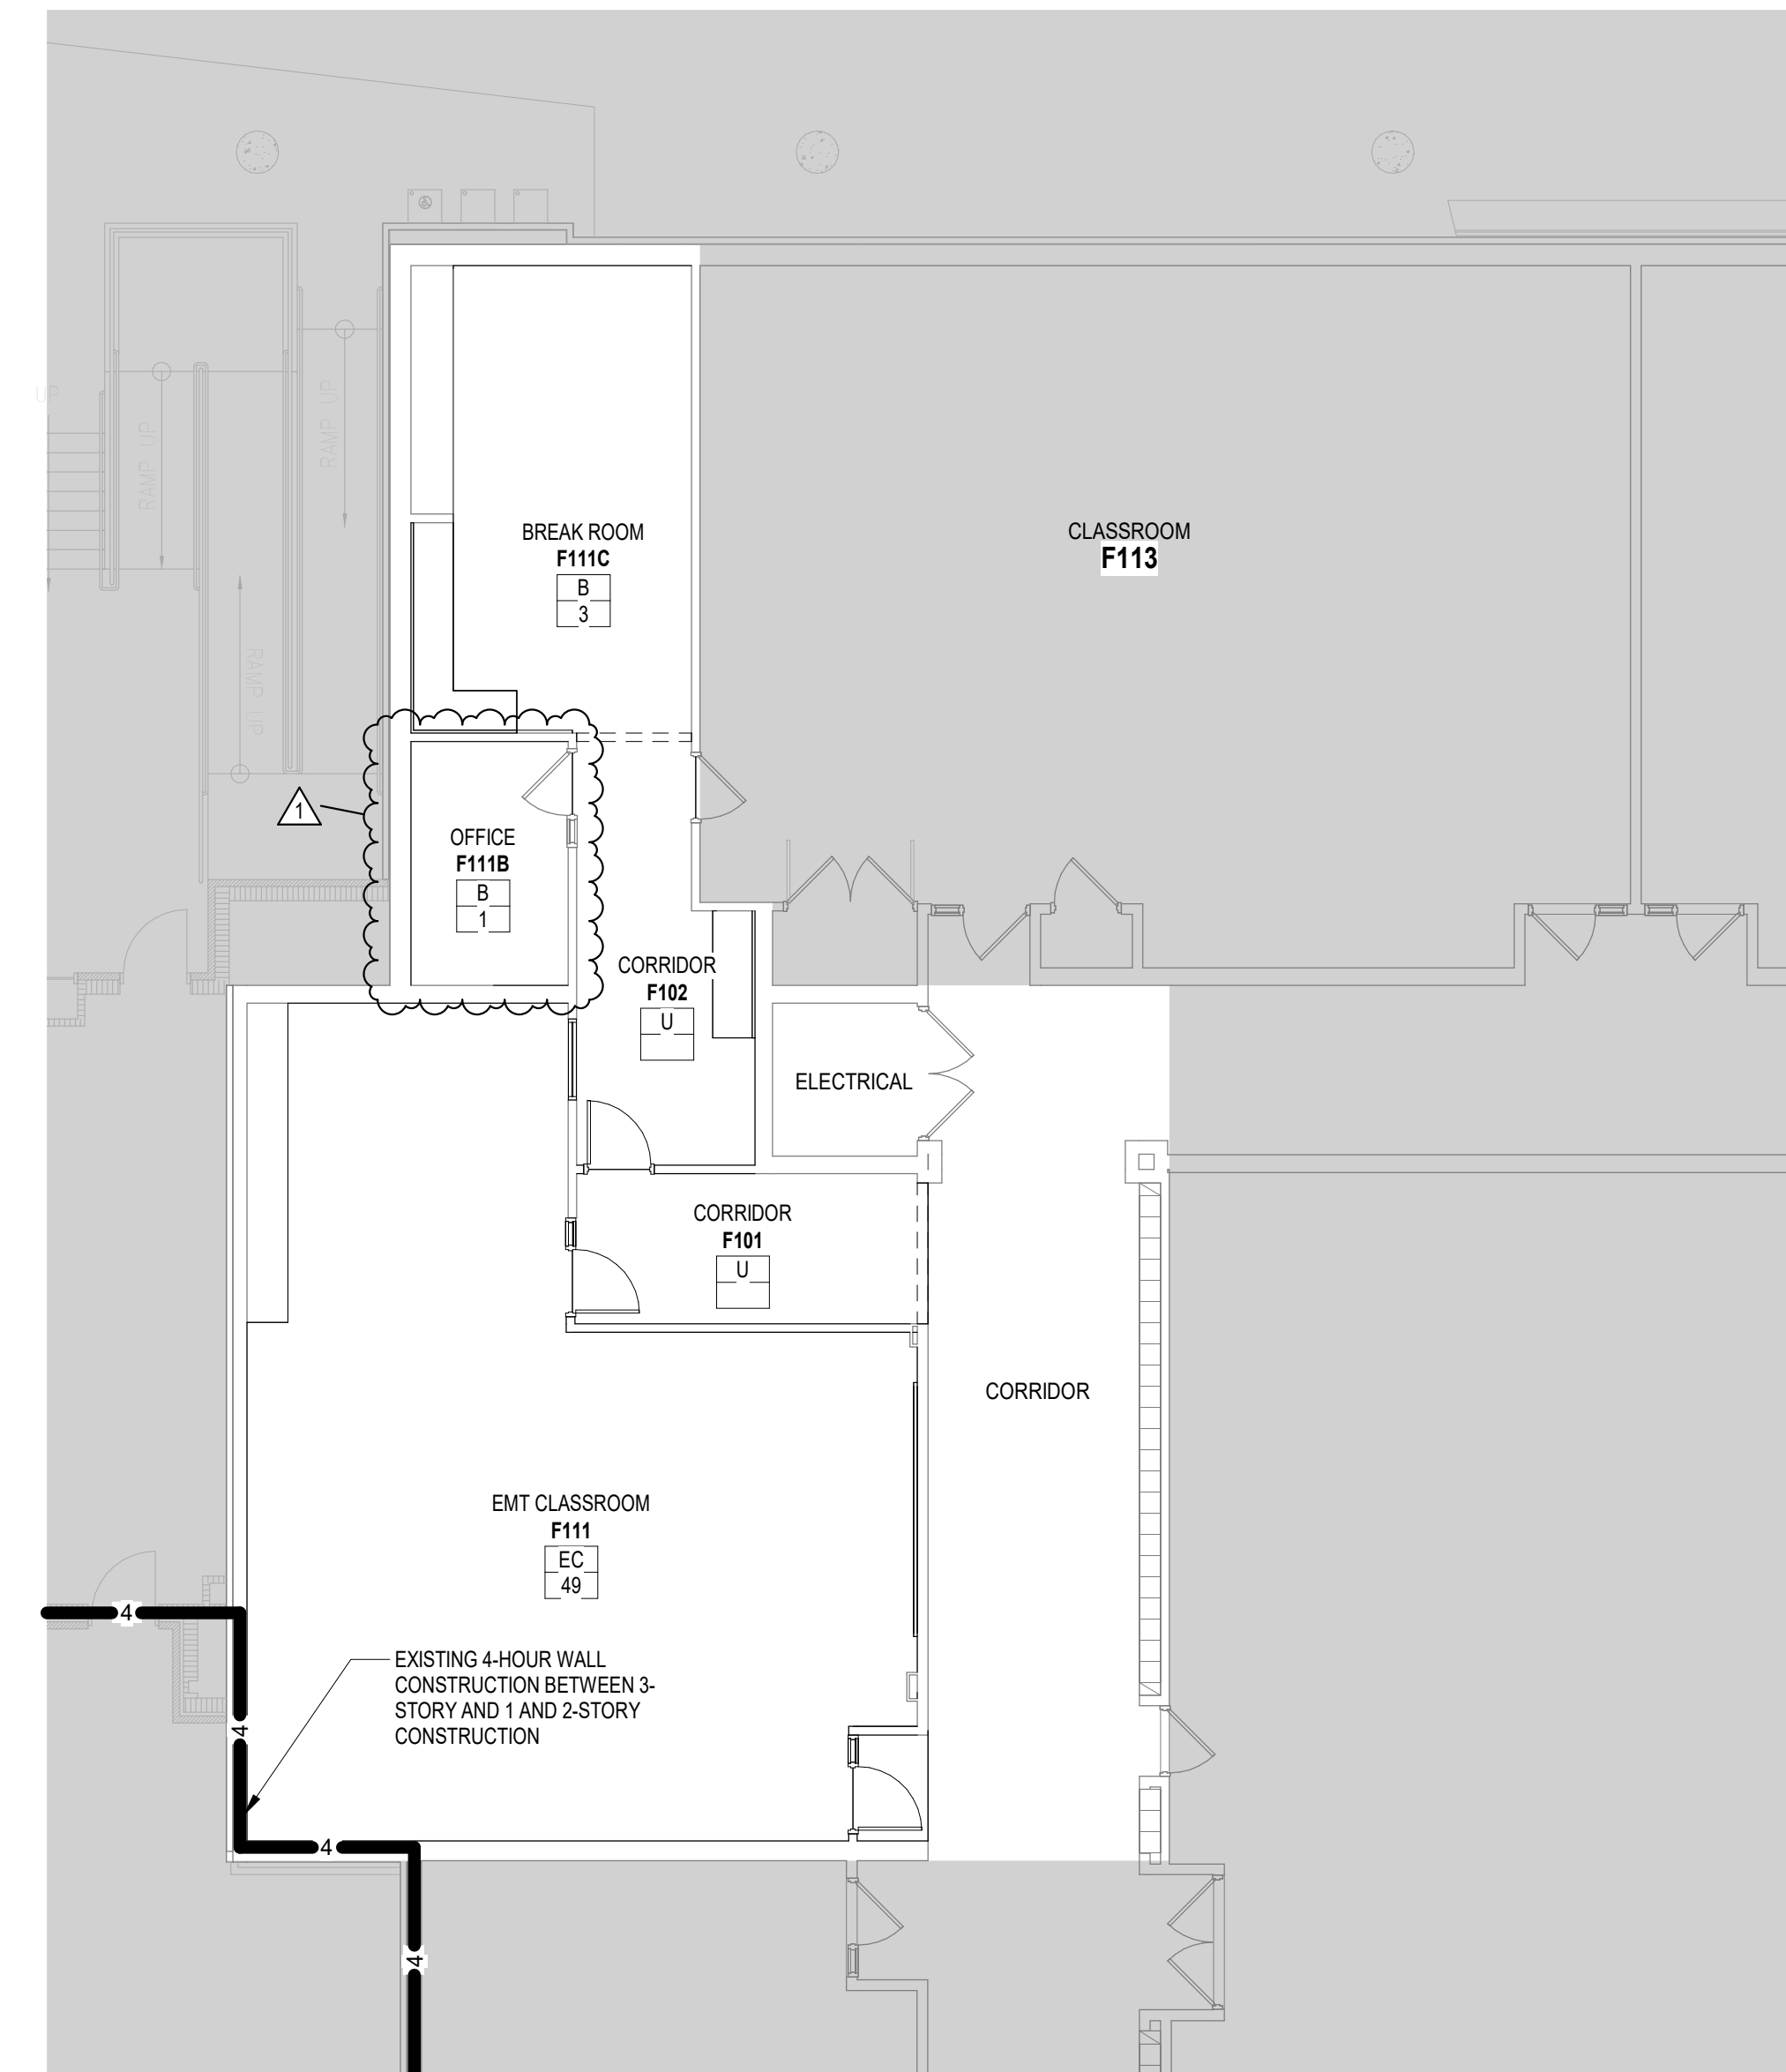 UP
RAMP UP
RAMP UP
RAMP UP
BREAK ROOM
F111C
B
3
CLASSROOM
F113
1
OFFICE
F111B
B
1
CORRIDOR
F102
U
ELECTRICAL
CORRIDOR
F101
U
CORRIDOR
EMT CLASSROOM
F111
EC
49
4
EXISTING 4-HOUR WALL
CONSTRUCTION BETWEEN 3-
STORY AND 1 AND 2-STORY
CONSTRUCTION
4
4
4